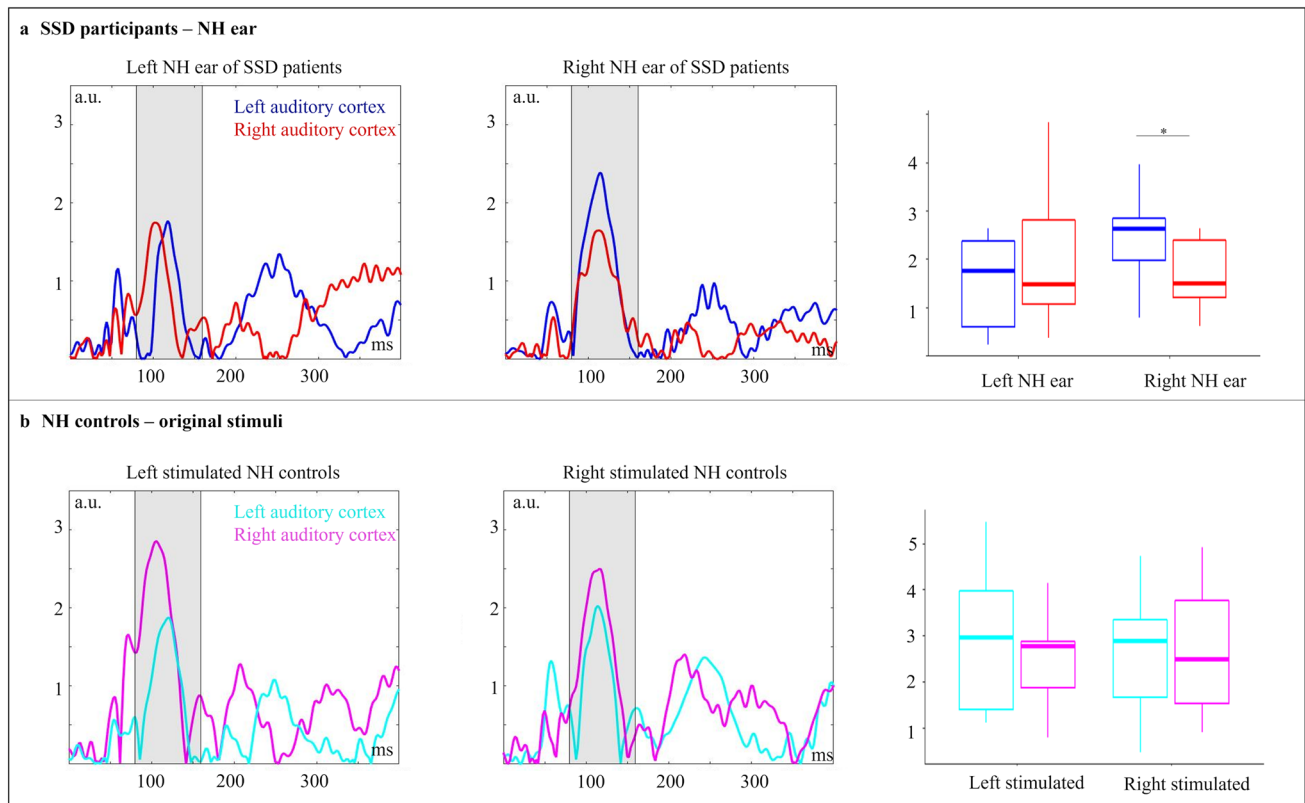 a SSD participants – NH ear
Left NH ear of SSD patients
Right NH ear of SSD patients
a.u.
Left auditory cortex
Right auditory cortex
3
2
1
ms
100 200 300
a.u.
3
2
1
ms
100 200 300
*
4
3
2
1
Left NH ear Right NH ear
b NH controls – original stimuli
Left stimulated NH controls
Right stimulated NH controls
a.u.
Left auditory cortex
Right auditory cortex
3
2
1
ms
100 200 300
a.u.
3
2
1
ms
100 200 300
5
4
3
2
1
Left stimulated Right stimulated